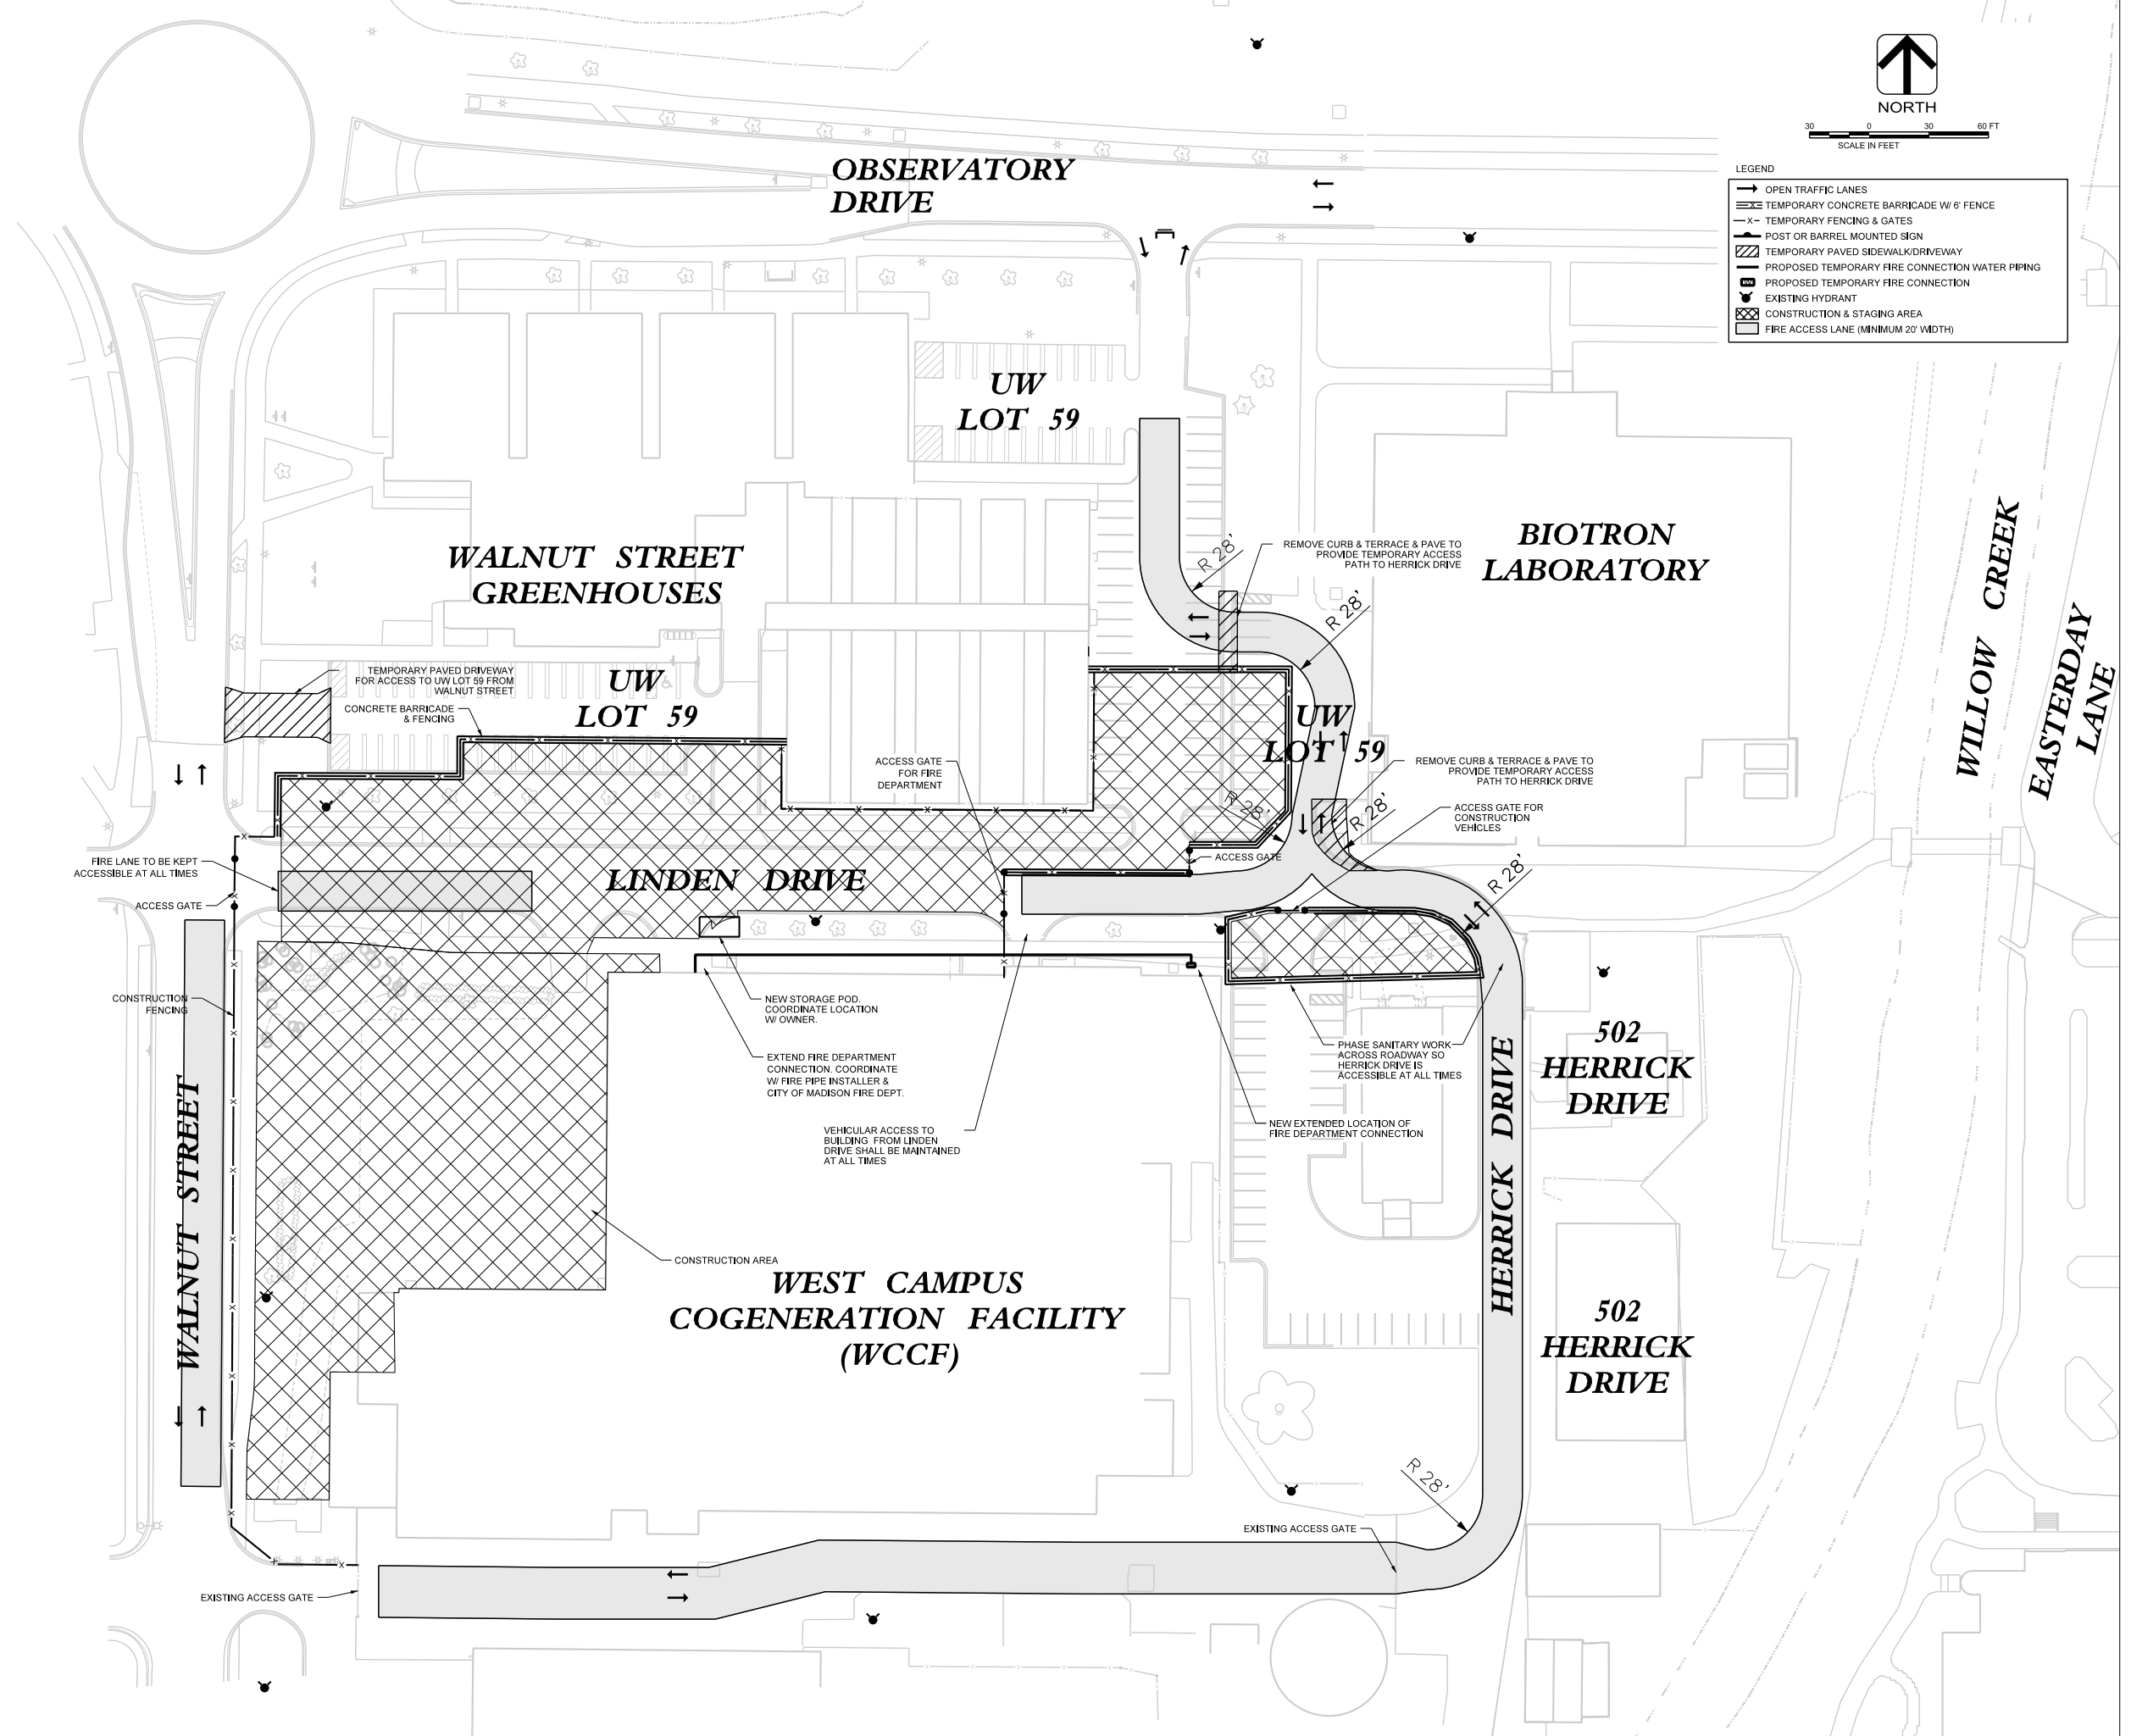 NORTH
30 0 30 60 FT
SCALE IN FEET
LEGEND
OPEN TRAFFIC LANES
TEMPORARY CONCRETE BARRICADE W/ 6' FENCE
-X- TEMPORARY FENCING & GATES
POST OR BARREL MOUNTED SIGN
TEMPORARY PAVED SIDEWALK/DRIVEWAY
PROPOSED TEMPORARY FIRE CONNECTION WATER PIPING
PROPOSED TEMPORARY FIRE CONNECTION
EXISTING HYDRANT
CONSTRUCTION & STAGING AREA
FIRE ACCESS LANE (MINIMUM 20' WIDTH)
OBSERVATORY
DRIVE
UW
LOT 59
WALNUT STREET
GREENHOUSES
BIOTRON
LABORATORY
WILLOW CREEK
EASTERDAY
LANE
REMOVE CURB & TERRACE & PAVE TO
PROVIDE TEMPORARY ACCESS
PATH TO HERRICK DRIVE
R 28'
R 28'
TEMPORARY PAVED DRIVEWAY
FOR ACCESS TO UW LOT 59 FROM
WALNUT STREET
CONCRETE BARRICADE
& FENCING
UW
LOT 59
ACCESS GATE
FOR FIRE
DEPARTMENT
UW
LOT 59
REMOVE CURB & TERRACE & PAVE TO
PROVIDE TEMPORARY ACCESS
PATH TO HERRICK DRIVE
R 28'
R 28'
ACCESS GATE FOR
CONSTRUCTION
VEHICLES
ACCESS GATE
R 28'
FIRE LANE TO BE KEPT
ACCESSIBLE AT ALL TIMES
ACCESS GATE
LINDEN DRIVE
CONSTRUCTION
FENCING
NEW STORAGE POD.
COORDINATE LOCATION
W/ OWNER.
EXTEND FIRE DEPARTMENT
CONNECTION. COORDINATE
W/ FIRE PIPE INSTALLER &
CITY OF MADISON FIRE DEPT.
VEHICULAR ACCESS TO
BUILDING FROM LINDEN
DRIVE SHALL BE MAINTAINED
AT ALL TIMES
PHASE SANITARY WORK
ACROSS ROADWAY SO
HERRICK DRIVE IS
ACCESSIBLE AT ALL TIMES
NEW EXTENDED LOCATION OF
FIRE DEPARTMENT CONNECTION
502
HERRICK
DRIVE
HERRICK DRIVE
WALNUT STREET
CONSTRUCTION AREA
WEST CAMPUS
COGENERATION FACILITY
(WCCF)
502
HERRICK
DRIVE
R 28'
EXISTING ACCESS GATE
EXISTING ACCESS GATE